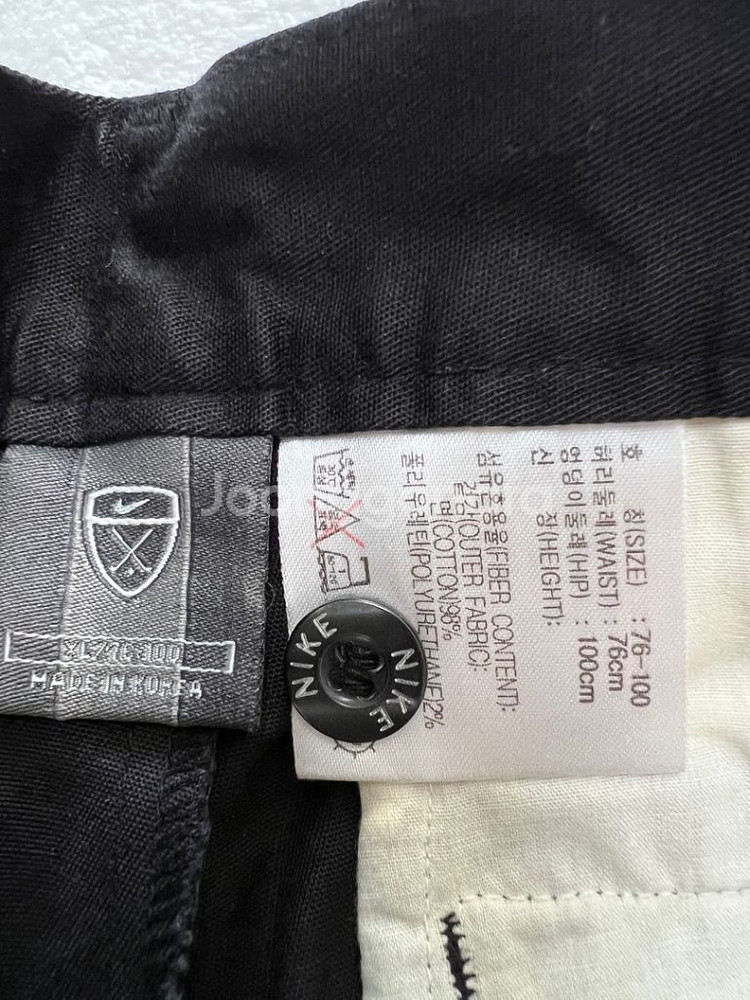 XL/76-100
MADE IN KOREA
호 칭(SIZE) : 76-100
허리둘레(WAIST) : 76cm
엉덩이둘레(HIP) : 100cm
신 장(HEIGHT):
섬유혼용율(FIBER CONTENT):
겉감(OUTER FABRIC):
면(COTTON)98%
폴리우레탄(POLYURETHANE)2%
NIKE
NIKE